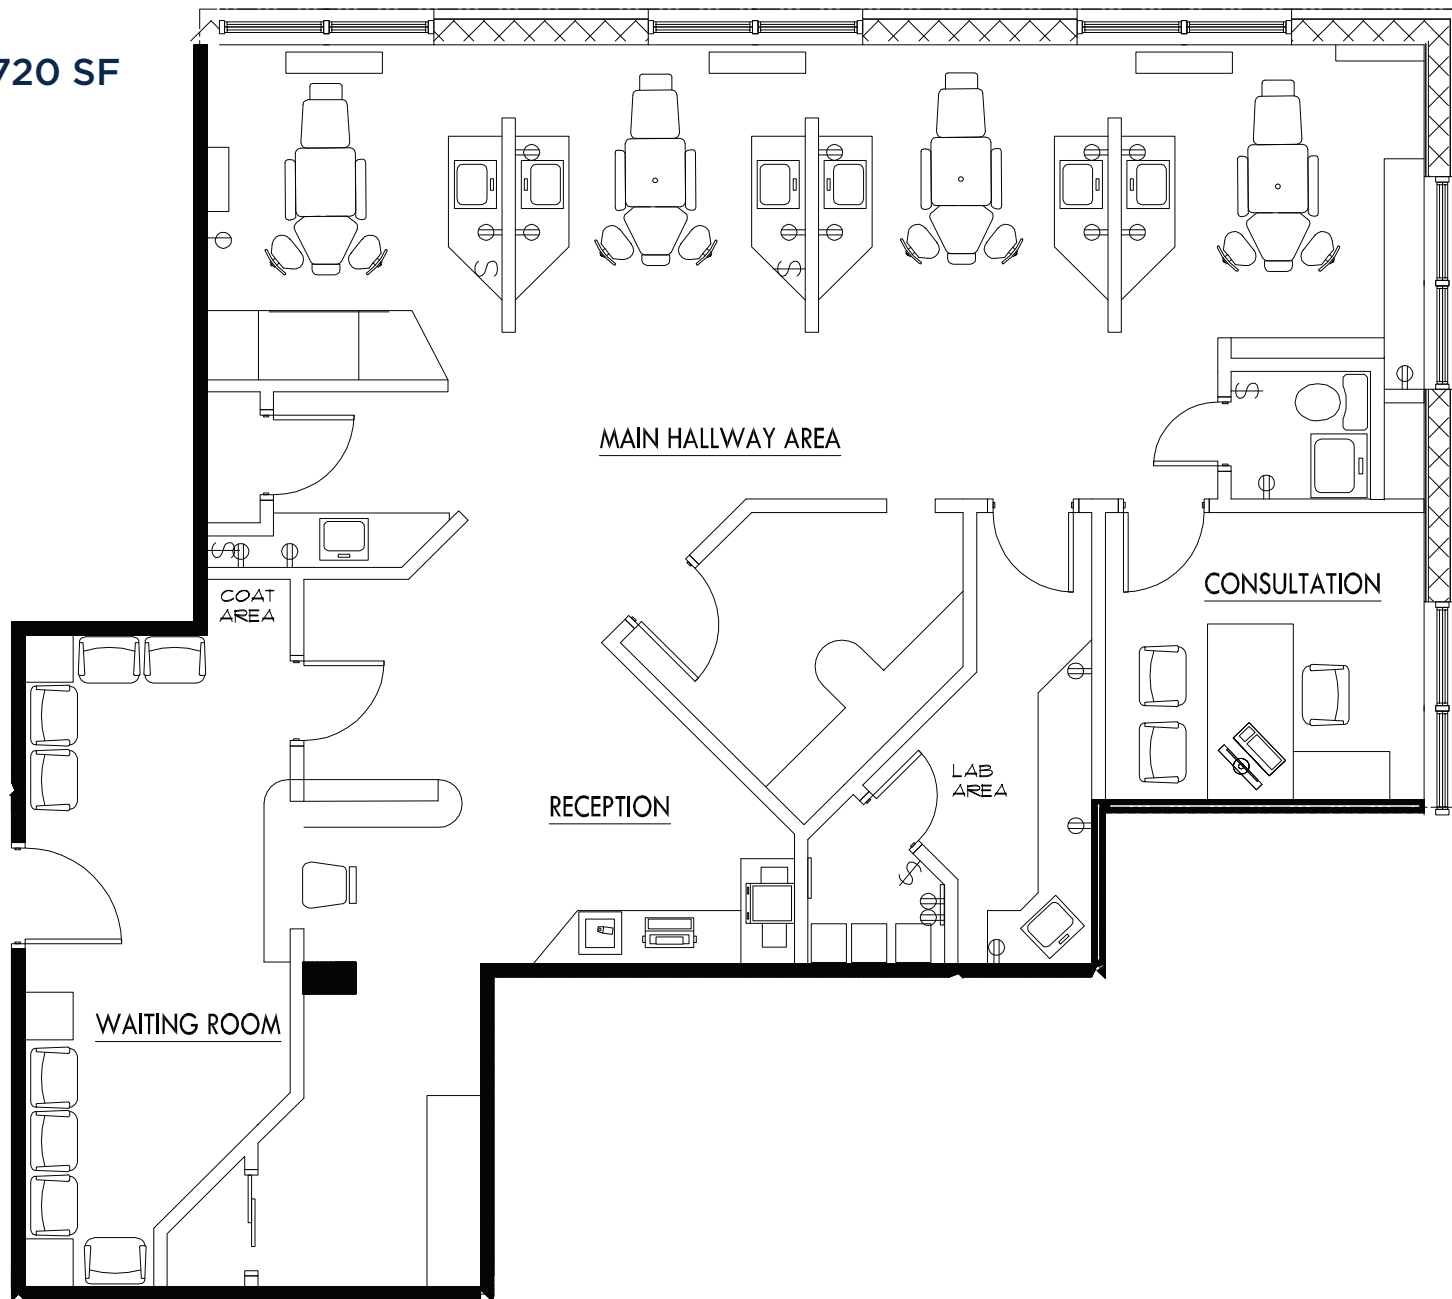 720 SF
MAIN HALLWAY AREA
CONSULTATION
COAT
AREA
LAB
AREA
RECEPTION
WAITING ROOM